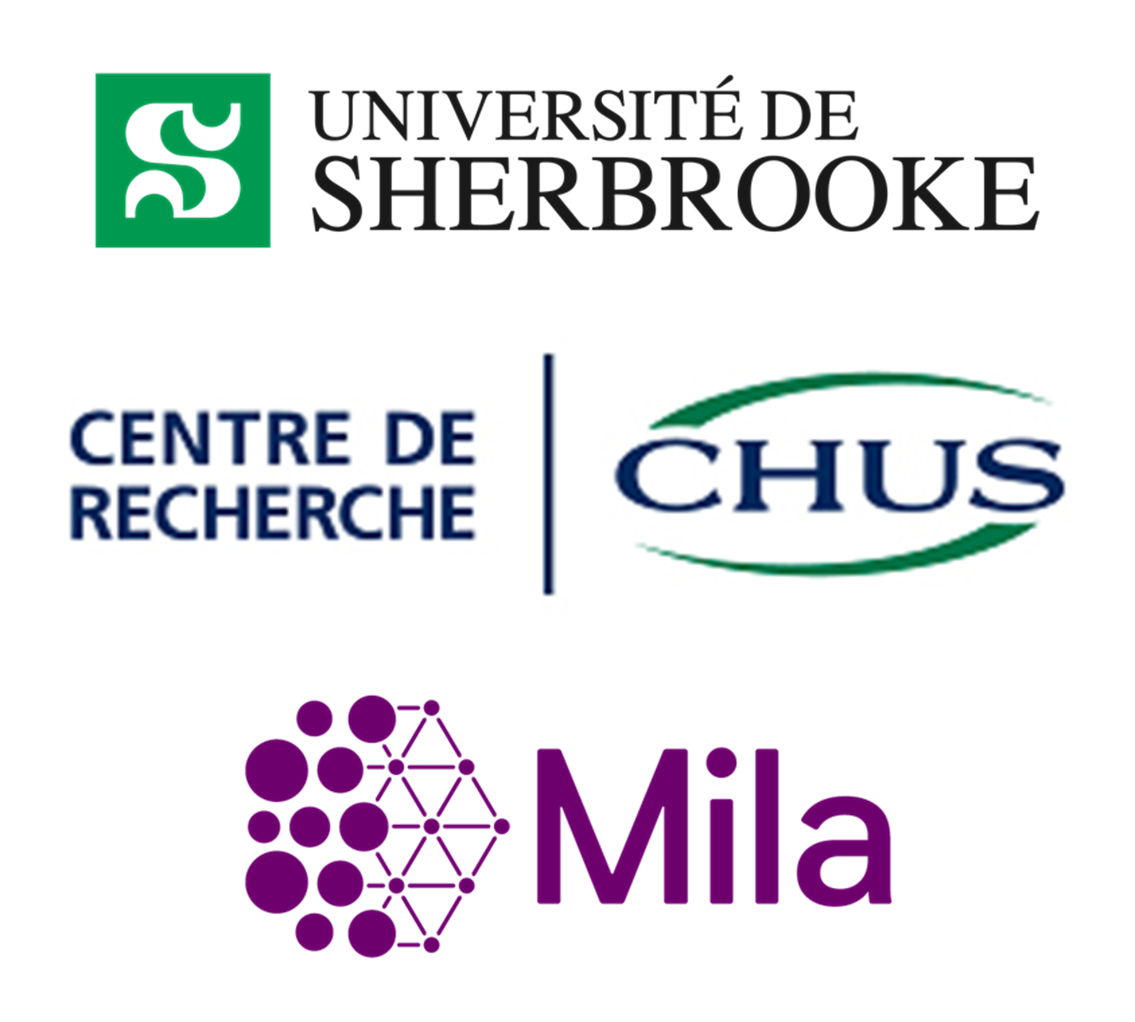 UNIVERSITÉ DE
SHERBROOKE
CENTRE DE
RECHERCHE
CHUS
Mila